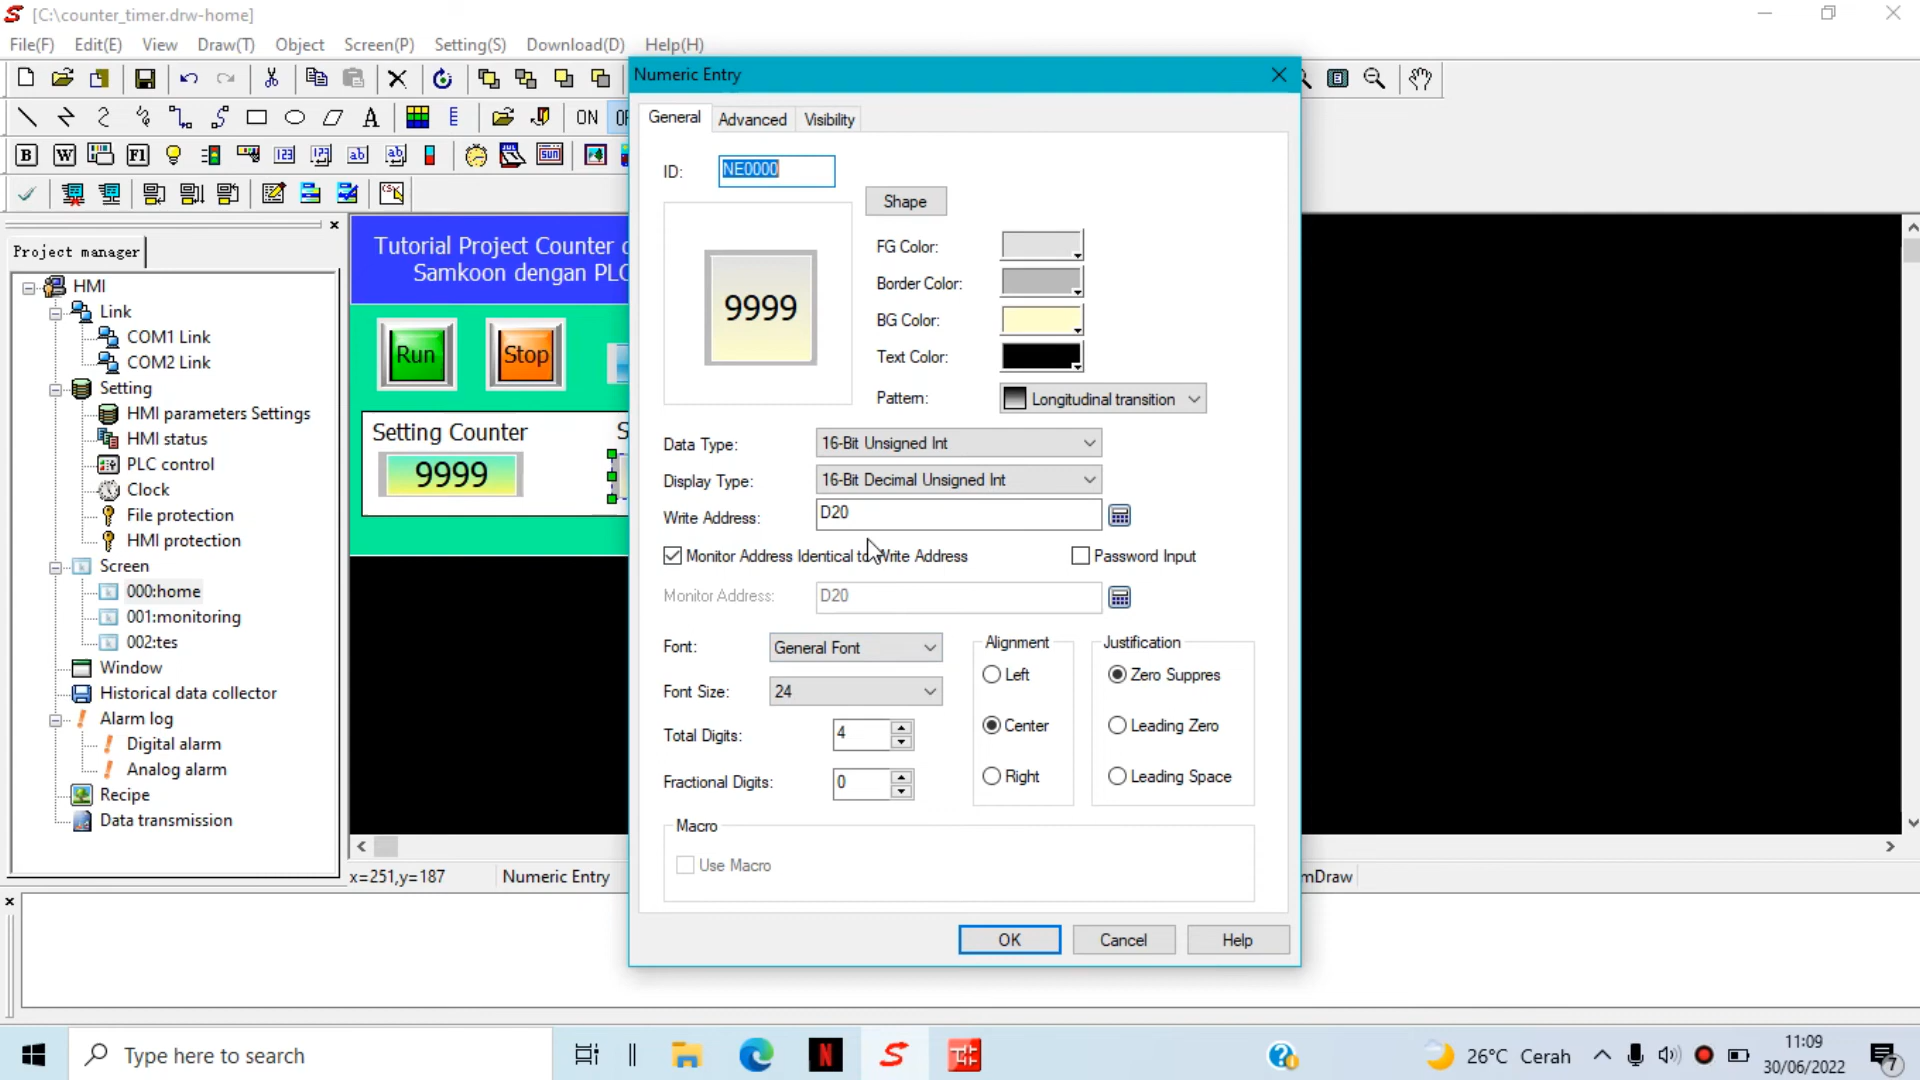 [C:\counter_timer.drw-home]
File(F) Edit(E) View Draw(T) Object Screen(P) Setting(S) Download(D) Help(H)
ON
Project manager
HMI
Link
COM1 Link
COM2 Link
Setting
HMI parameters Settings
HMI status
PLC control
Clock
File protection
HMI protection
Screen
000:home
001:monitoring
002:tes
Window
Historical data collector
Alarm log
Digital alarm
Analog alarm
Recipe
Data transmission
Tutorial Project Counter
Samkoon dengan PLC
Run
Stop
Setting Counter
9999
x=251,y=187
Numeric Entry
Numeric Entry
General Advanced Visibility
ID: NE0000
Shape
9999
FG Color:
Border Color:
BG Color:
Text Color:
Pattern: Longitudinal transition
Data Type: 16-Bit Unsigned Int
Display Type: 16-Bit Decimal Unsigned Int
Write Address: D20
Monitor Address Identical to Write Address
Password Input
Monitor Address: D20
Font: General Font
Font Size: 24
Total Digits: 4
Fractional Digits: 0
Alignment
Left
Center
Right
Justification
Zero Suppres
Leading Zero
Leading Space
Macro
Use Macro
OK Cancel Help
Type here to search
26°C Cerah
11:09
30/06/2022
7